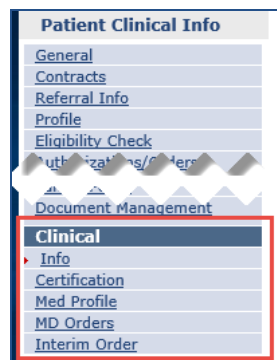 Patient Clinical Info
General
Contracts
Referral Info
Profile
Eligibility Check
Document Management
Clinical
Info
Certification
Med Profile
MD Orders
Interim Order